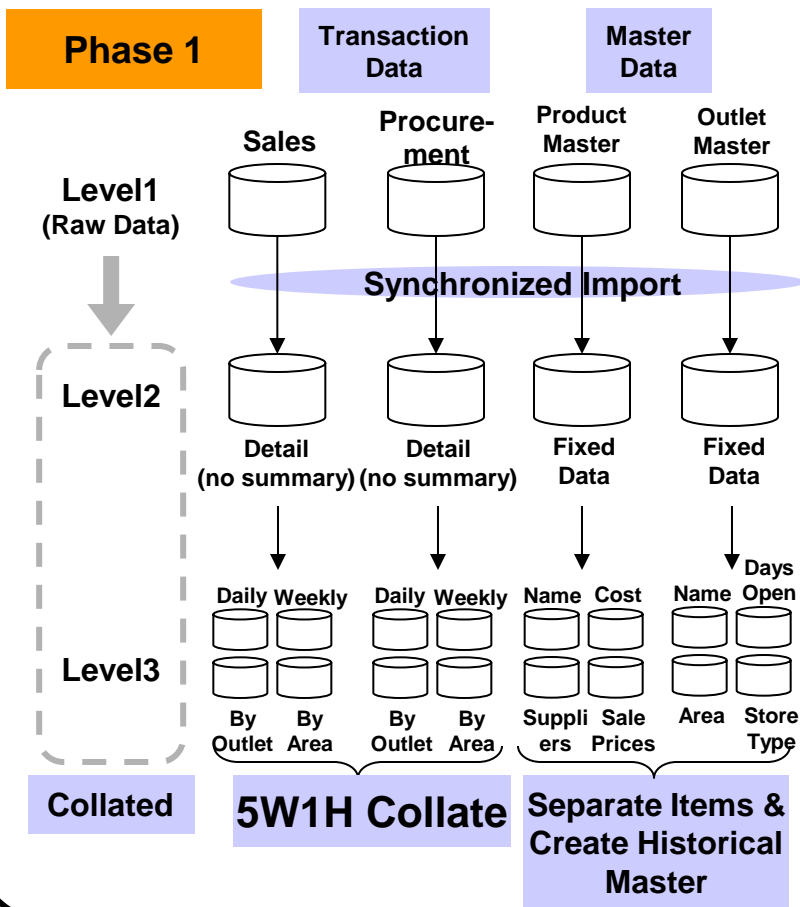 Phase 1
Transaction
Data
Master
Data
Sales
Procure-
ment
Product
Master
Outlet
Master
Level1
(Raw Data)
Synchronized Import
Level2
Detail
(no summary)
Detail
(no summary)
Fixed
Data
Fixed
Data
Level3
Daily Weekly
By Outlet
By Area
Daily Weekly
By Outlet
By Area
Name Cost
Suppli
ers
Sale
Prices
Name
Days
Open
Area
Store
Type
Collated
5W1H Collate
Separate Items &
Create Historical
Master